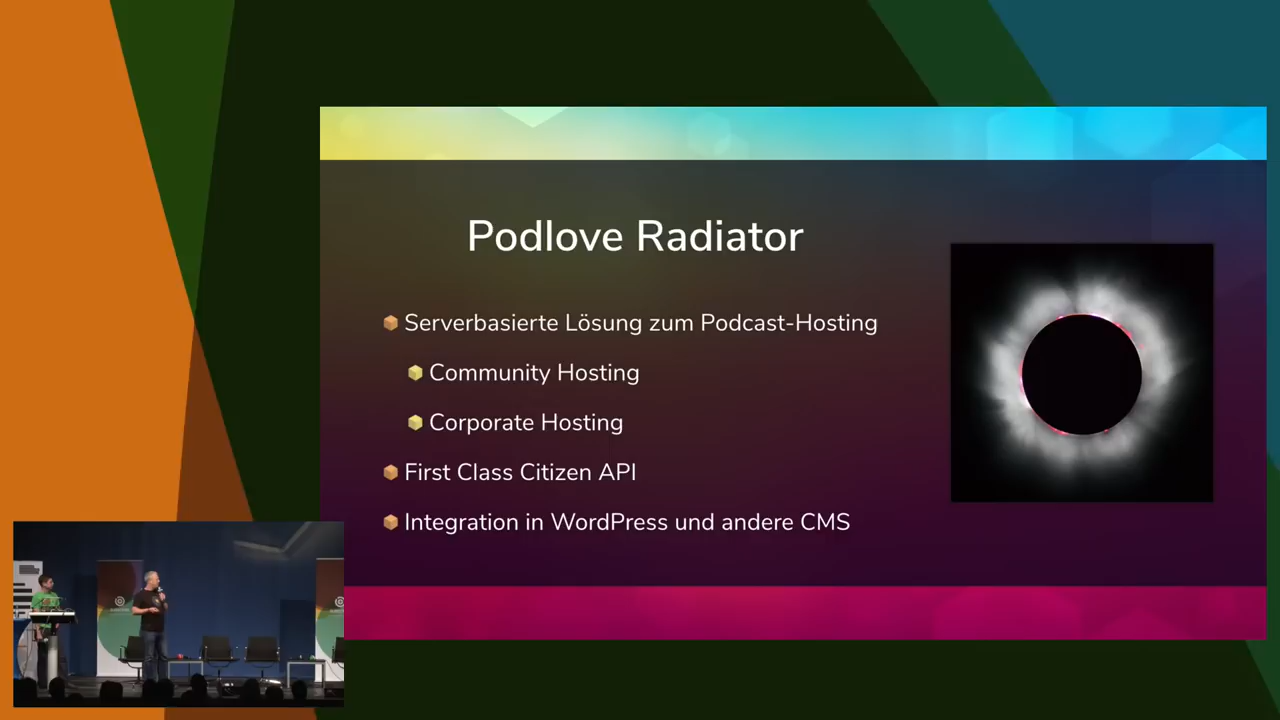 Podlove Radiator
Serverbasierte Lösung zum Podcast-Hosting
Community Hosting
Corporate Hosting
First Class Citizen API
Integration in WordPress und andere CMS